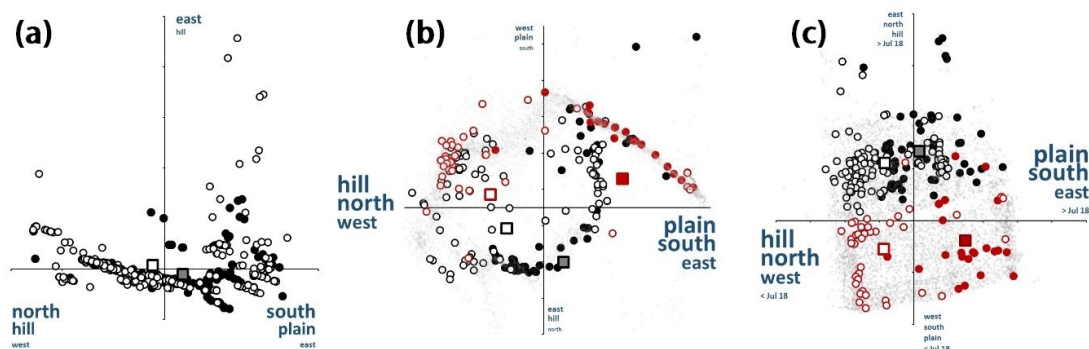 (a)
east
hill
north
hill
west
south
plain
east
(b)
west
plain
south
hill
north
west
plain
south
east
east
hill
north
(c)
east
north
hill
> Jul 18
plain
south
east
> Jul 18
hill
north
west
< Jul 18
west
south
plain
< Jul 18